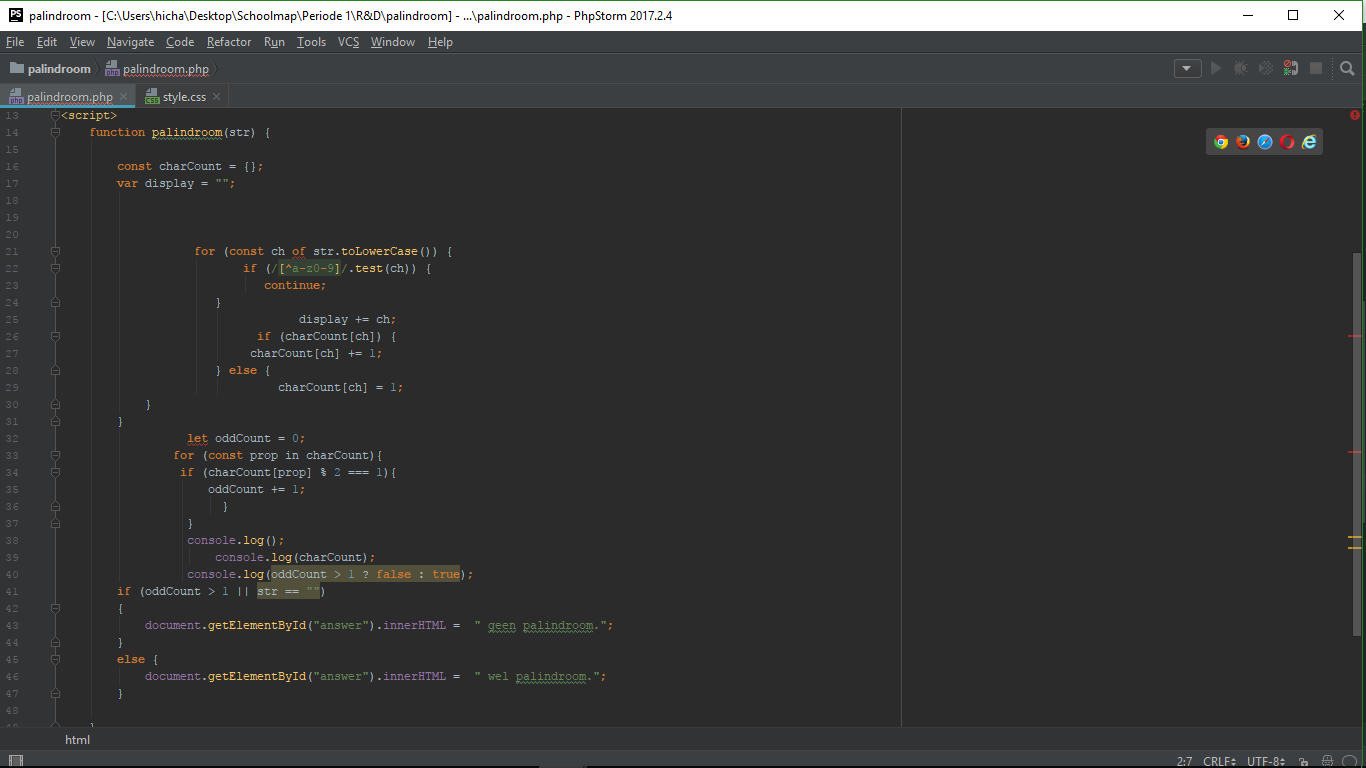 palindroom - [C:\Users\hicha\Desktop\Schoolmap\Periode 1\R&D\palindroom] - ...\palindroom.php - PhpStorm 2017.2.4
File Edit View Navigate Code Refactor Run Tools VCS Window Help
palindroom palindroom.php
palindroom.php style.css
13 <script>
14 function palindroom(str) {
15
16 const charCount = {};
17 var display = "";
18
19
20
21 for (const ch of str.toLowerCase()) {
22 if (/[^a-z0-9]/.test(ch)) {
23 continue;
24 }
25 display += ch;
26 if (charCount[ch]) {
27 charCount[ch] += 1;
28 } else {
29 charCount[ch] = 1;
30 }
31 }
32 let oddCount = 0;
33 for (const prop in charCount){
34 if (charCount[prop] % 2 === 1){
35 oddCount += 1;
36 }
37 }
38 console.log();
39 console.log(charCount);
40 console.log(oddCount > 1 ? false : true);
41 if (oddCount > 1 || str == "")
42 {
43 document.getElementById("answer").innerHTML = " geen palindroom.";
44 }
45 else {
46 document.getElementById("answer").innerHTML = " wel palindroom.";
47 }
48
49 }
html
2:7 CRLF UTF-8